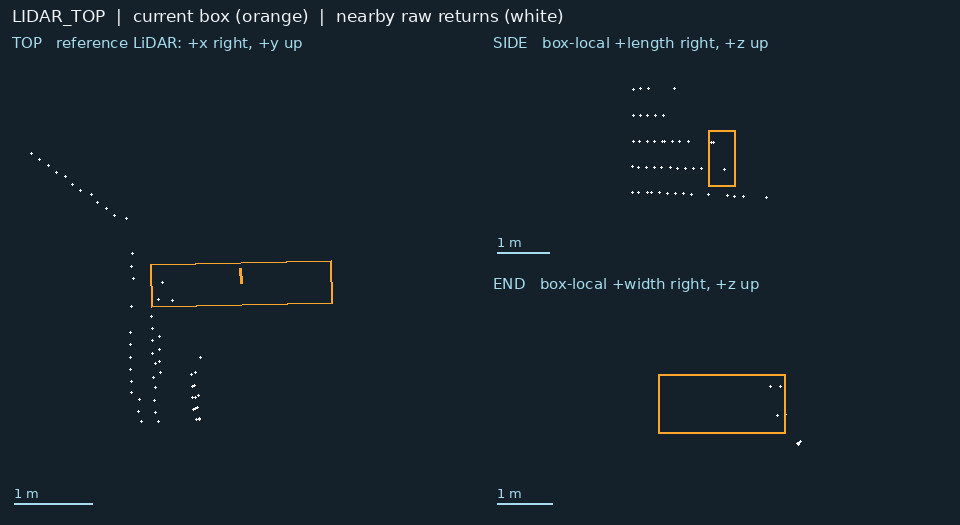 LIDAR_TOP | current box (orange) | nearby raw returns (white)
TOP reference LiDAR: +x right, +y up
SIDE box-local +length right, +z up
1 m
END box-local +width right, +z up
1 m
1 m